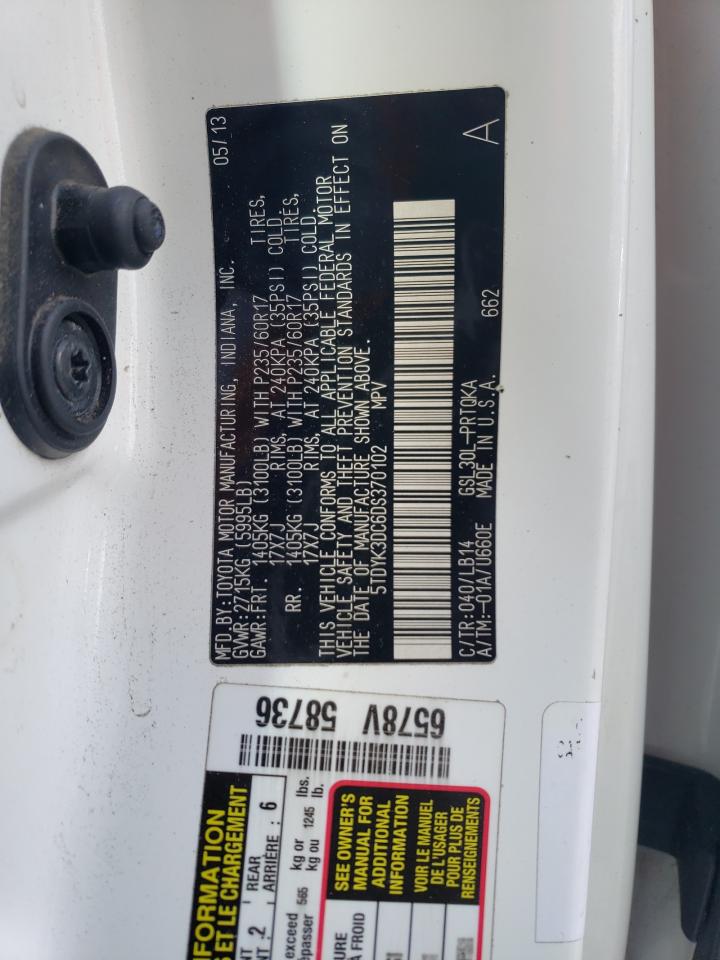 MFD.BY:TOYOTA MOTOR MANUFACTURING, INDIANA, INC. 05/13
GVWR:2715KG (5995LB)
GAWR:FRT. 1405KG (3100LB) WITH P235/60R17 TIRES,
17X7J RIMS, AT 240KPA (35PSI) COLD.
RR. 1405KG (3100LB) WITH P235/60R17 TIRES,
17X7J RIMS, AT 240KPA (35PSI) COLD.
THIS VEHICLE CONFORMS TO ALL APPLICABLE FEDERAL MOTOR
VEHICLE SAFETY AND THEFT PREVENTION STANDARDS IN EFFECT ON
THE DATE OF MANUFACTURE SHOWN ABOVE.
5TDYK3DC6DS370102 MPV
C/TR:040/LB14 GSL30L-PRTQKA A
A/TM:-01A/U660E MADE IN U.S.A. 662
6578V 58736
INFORMATION
S ET LE CHARGEMENT
NT :2 REAR
ARRIÈRE : 6
exceed 565 kg or 1245 lbs.
épasser kg ou lb.
SEE OWNER'S
MANUAL FOR
ADDITIONAL
INFORMATION
VOIR LE MANUEL
DE L'USAGER
POUR PLUS DE
RENSEIGNEMENTS
URE
À FROID